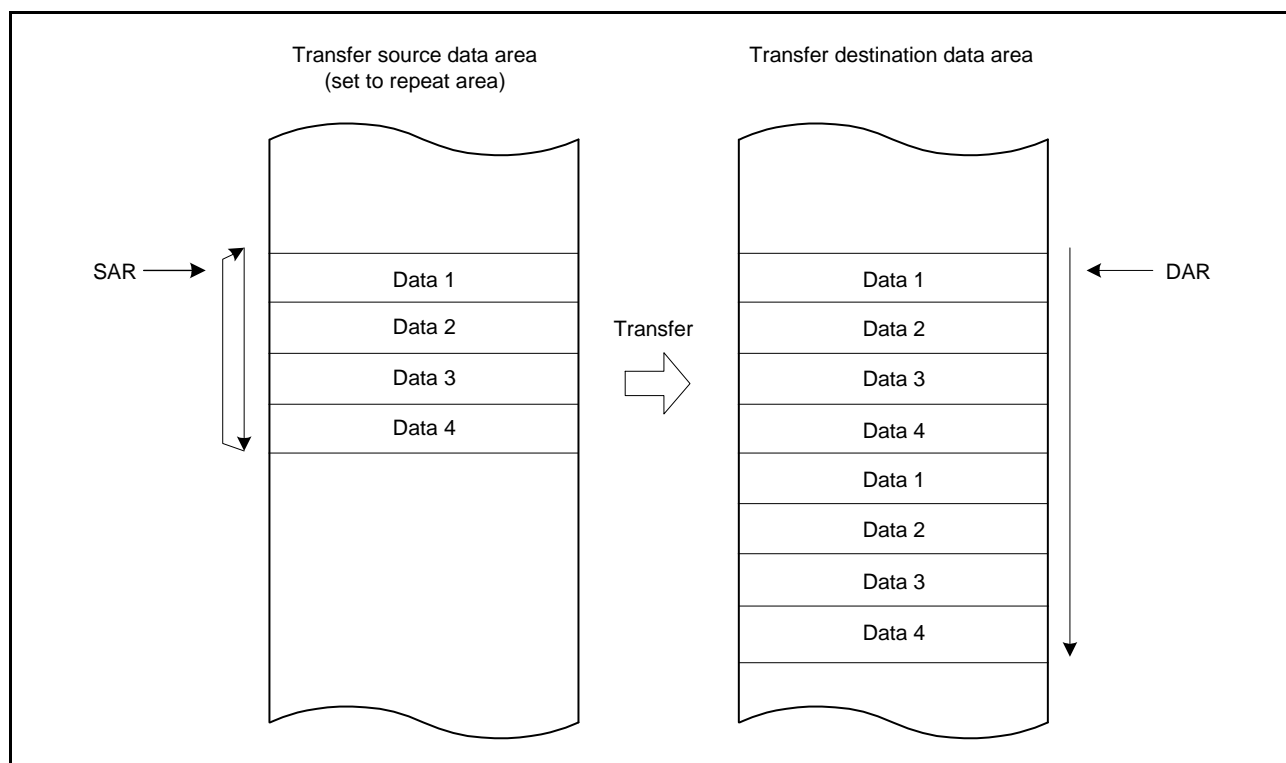 Transfer source data area
(set to repeat area)
Transfer destination data area
SAR
Data 1
Data 2
Data 3
Data 4
Transfer
Data 1
Data 2
Data 3
Data 4
Data 1
Data 2
Data 3
Data 4
DAR